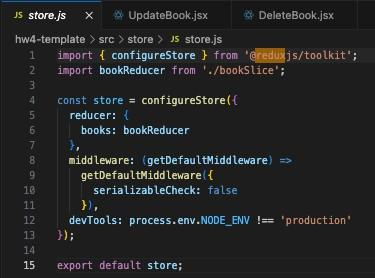 JS store.js × UpdateBook.jsx DeleteBook.jsx
hw4-template > src > store > JS store.js
1 import { configureStore } from '@reduxjs/toolkit';
2 import bookReducer from './bookSlice';
3
4 const store = configureStore({
5 reducer: {
6 books: bookReducer
7 },
8 middleware: (getDefaultMiddleware) =>
9 getDefaultMiddleware({
10 serializableCheck: false
11 }),
12 devTools: process.env.NODE_ENV !== 'production'
13 });
14
15 export default store;